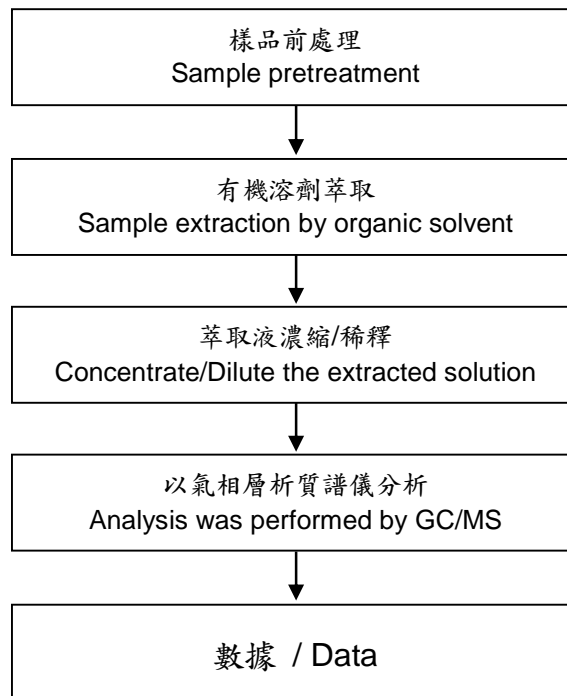 樣品前處理
Sample pretreatment
有機溶劑萃取
Sample extraction by organic solvent
萃取液濃縮/稀釋
Concentrate/Dilute the extracted solution
以氣相層析質譜儀分析
Analysis was performed by GC/MS
數據 / Data